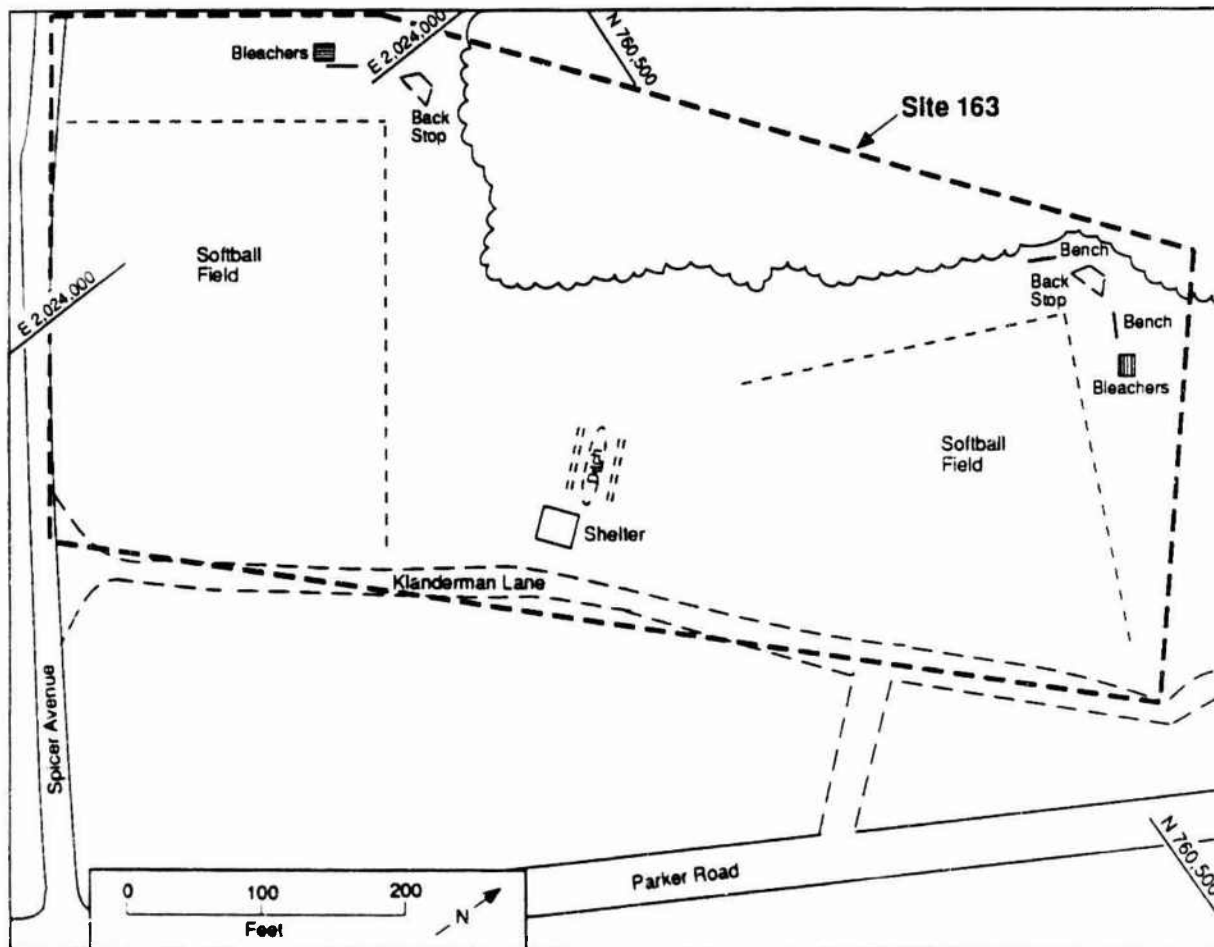 Bleachers
E 2,024,000
N 760,500
Back
Stop
Site 163
Softball
Field
E 2,024,000
Bench
Back
Stop
Bench
Bleachers
Softball
Field
Ditch
Shelter
Klanderman Lane
Spicer Avenue
Parker Road
N 760,500
0 100 200
Feet
N